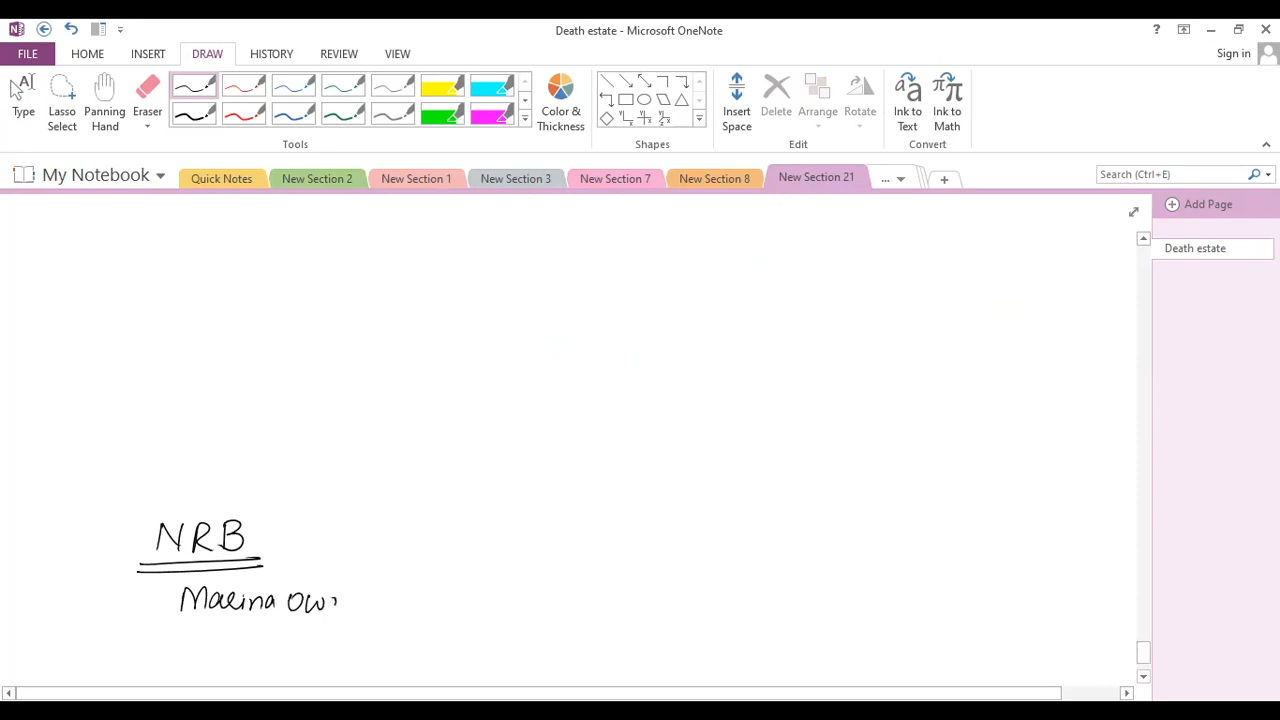 Death estate - Microsoft OneNote
Sign in
FILE HOME INSERT DRAW HISTORY REVIEW VIEW
Type
Lasso Select
Panning Hand
Eraser
Color & Thickness
Insert Space
Delete
Arrange
Rotate
Ink to Text
Ink to Math
Tools Shapes Edit Convert
My Notebook Quick Notes New Section 2 New Section 1 New Section 3 New Section 7 New Section 8 New Section 21 ... Search (Ctrl+E)
Add Page
Death estate
NRB